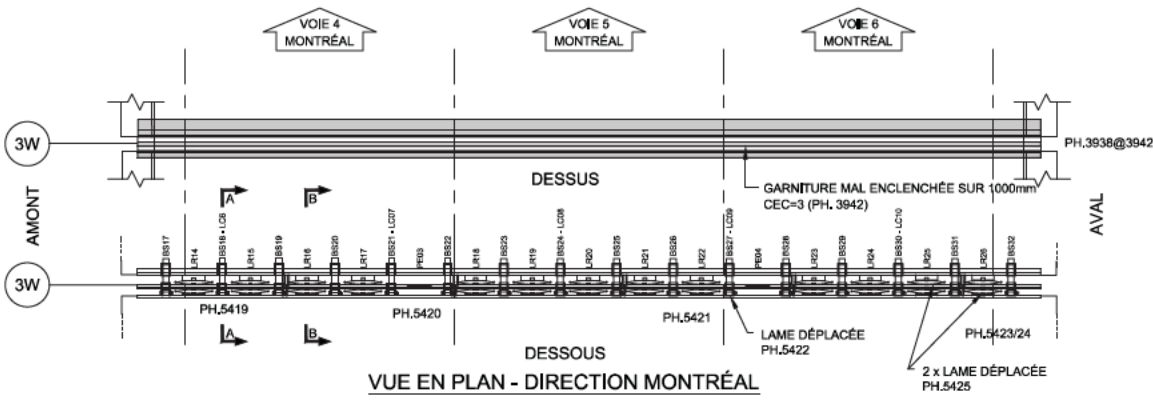 VOIE 4
MONTRÉAL
VOIE 5
MONTRÉAL
VOIE 6
MONTRÉAL
3W
PH.3938@3942
AMONT
AVAL
DESSUS
GARNITURE MAL ENCLENCHÉE SUR 1000mm
CEC=3 (PH. 3942)
A
B
BS17
LR14
BS18 - LC6
LR15
BS19
LR16
BS20
LR17
BS21 - LC07
PE03
BS22
LR18
BS23
LR19
BS24 - LC08
LR20
BS25
LR21
BS26
LR22
BS27 - LC09
PE04
BS28
LR23
BS29
LR24
BS30 - LC10
LR25
BS31
LR26
BS32
3W
PH.5419
PH.5420
PH.5421
LAME DÉPLACÉE
PH.5422
PH.5423/24
A
B
DESSOUS
2 x LAME DÉPLACÉE
PH.5425
VUE EN PLAN - DIRECTION MONTRÉAL